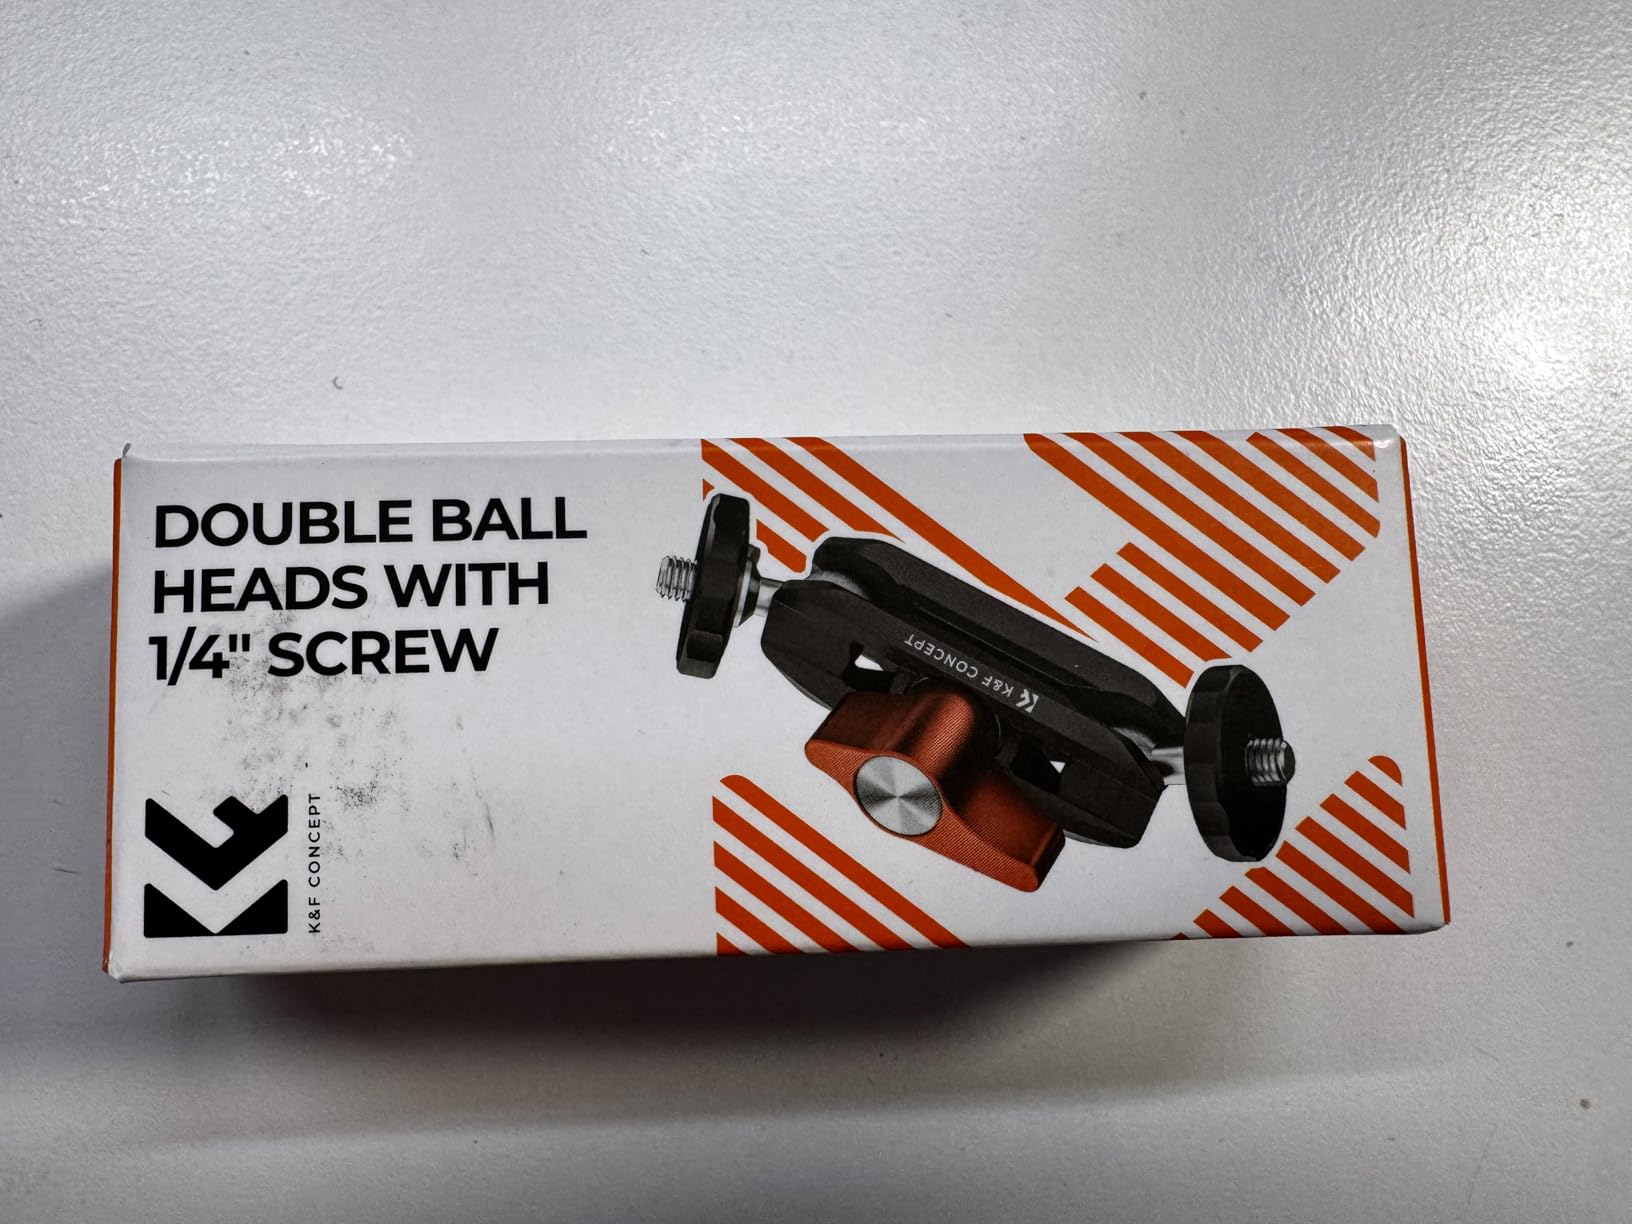 DOUBLE BALL
HEADS WITH
1/4" SCREW
K&F CONCEPT
K&F CONCEPT